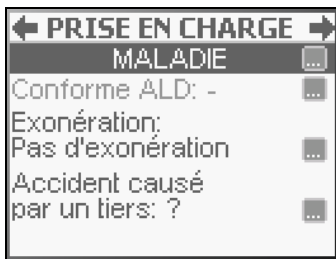 PRISE EN CHARGE
MALADIE ...
Conforme ALD: - ...
Exonération:
Pas d'exonération ...
Accident causé
par un tiers: ? ...